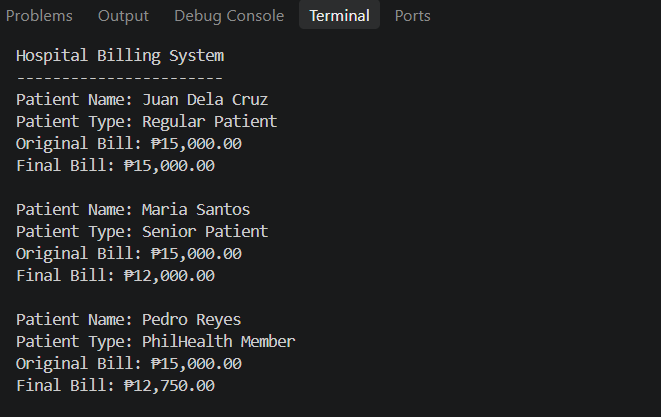 Problems Output Debug Console Terminal Ports
Hospital Billing System
-----------------------
Patient Name: Juan Dela Cruz
Patient Type: Regular Patient
Original Bill: ₱15,000.00
Final Bill: ₱15,000.00
Patient Name: Maria Santos
Patient Type: Senior Patient
Original Bill: ₱15,000.00
Final Bill: ₱12,000.00
Patient Name: Pedro Reyes
Patient Type: PhilHealth Member
Original Bill: ₱15,000.00
Final Bill: ₱12,750.00